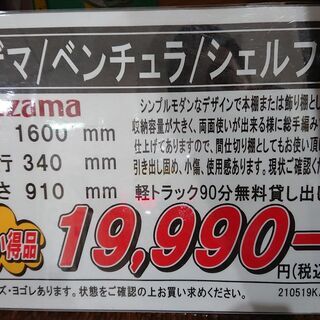 デマ/ベンチュラ/シェルフ
zama
シンプルモダンなデザインで本棚または飾り棚とし
1600 mm
収納容量が大きく、両面使いが出来る様に総手編み
仕上げてありますので、間仕切り棚としてもお使い
行 340 mm
引き出し固め、小傷、使用感あります。現状ご確認くだ
さ 910 mm
軽トラック90分無料貸し出し
い得品
19,990-
円(税込
ズ・ヨゴレあります。状態をご確認の上お買い求めください。
210519K